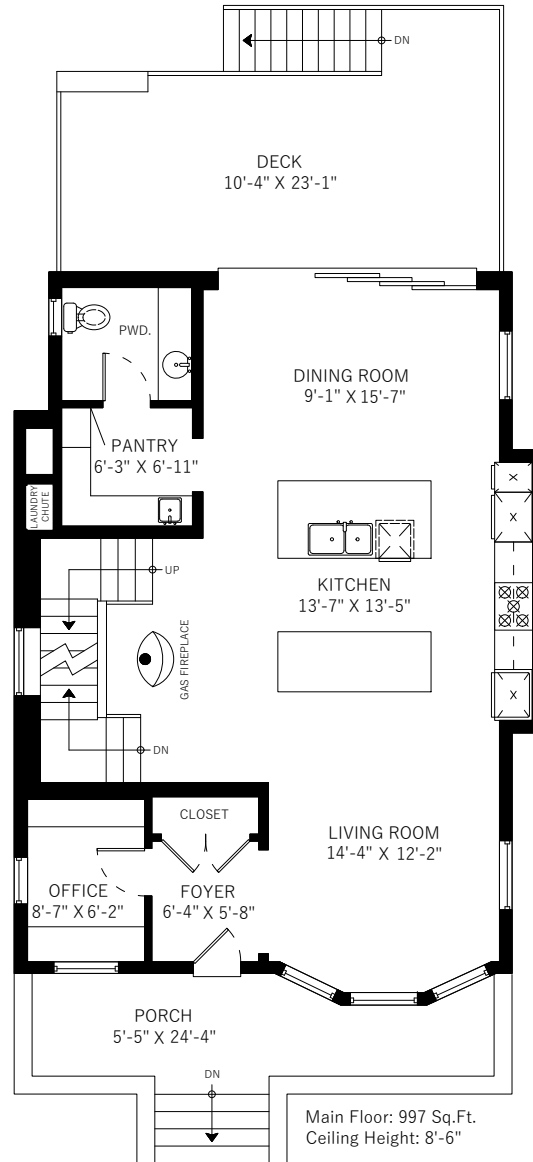 DN
DECK
10'-4" X 23'-1"
PWD.
DINING ROOM
9'-1" X 15'-7"
PANTRY
6'-3" X 6'-11"
LAUNDRY
CHUTE
X
X
UP
KITCHEN
13'-7" X 13'-5"
GAS FIREPLACE
X
DN
CLOSET
LIVING ROOM
14'-4" X 12'-2"
OFFICE
8'-7" X 6'-2"
FOYER
6'-4" X 5'-8"
PORCH
5'-5" X 24'-4"
DN
Main Floor: 997 Sq.Ft.
Ceiling Height: 8'-6"